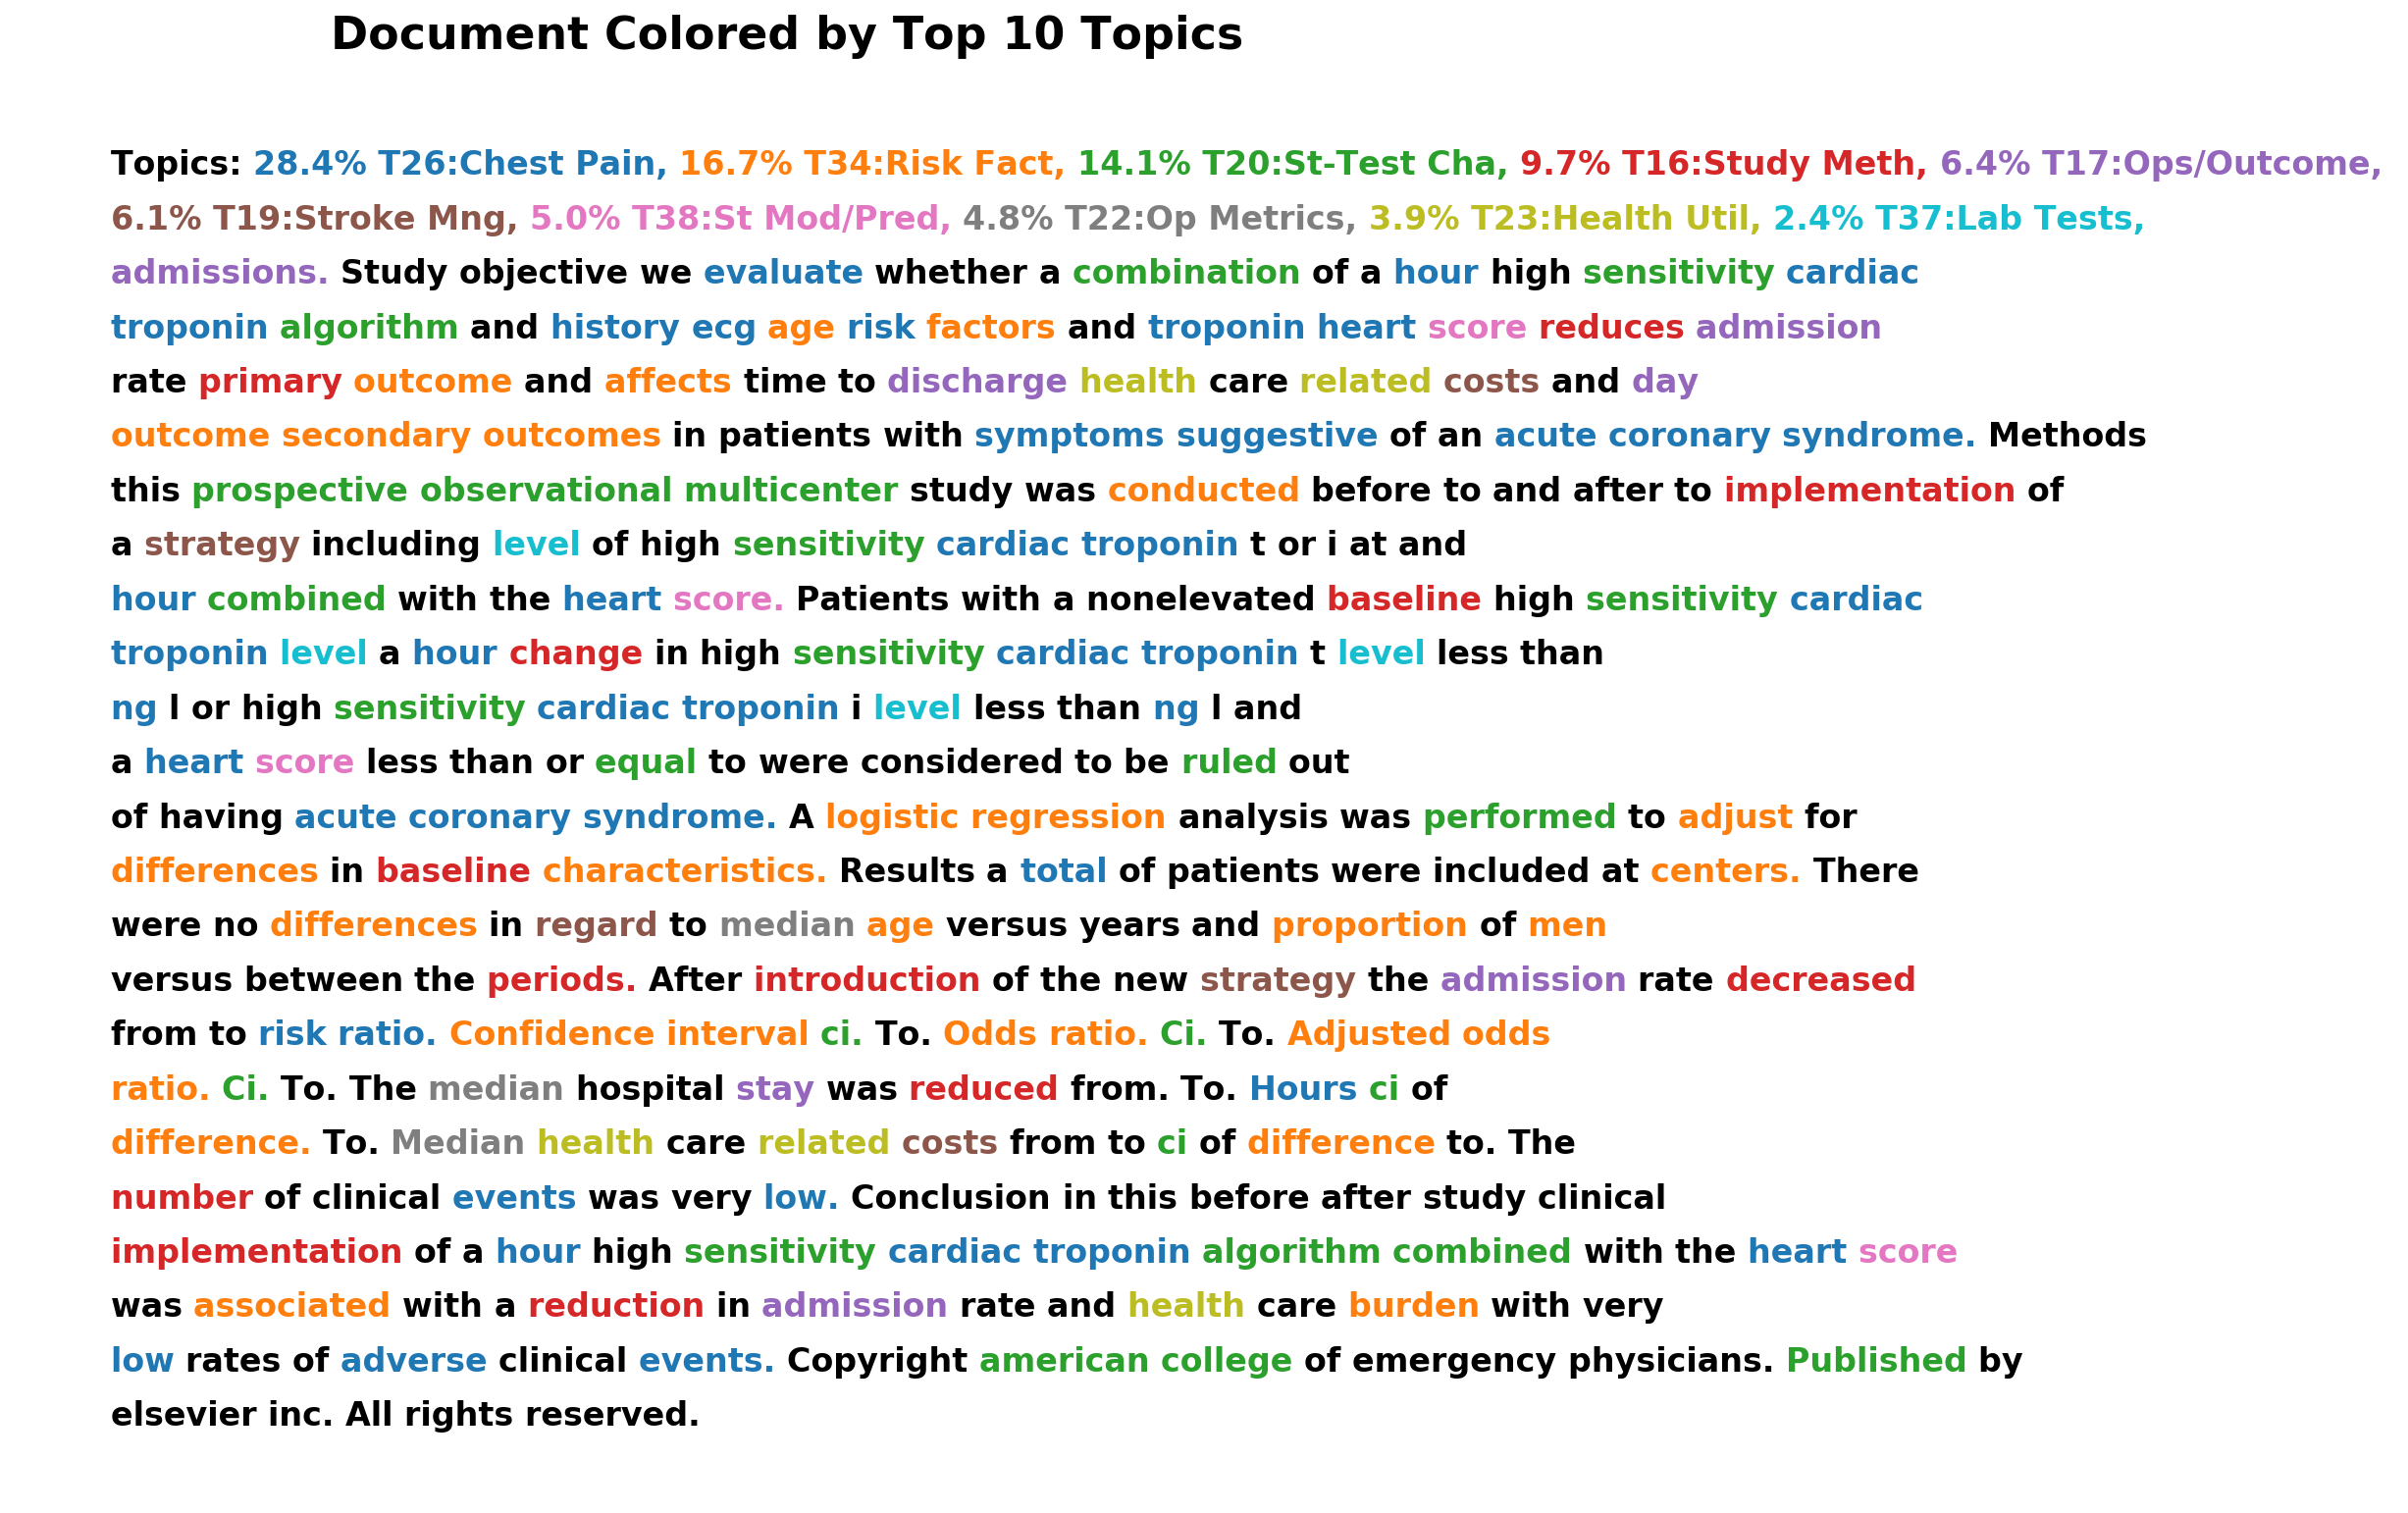 Document Colored by Top 10 Topics
Topics: 28.4% T26:Chest Pain, 16.7% T34:Risk Fact, 14.1% T20:St-Test Cha, 9.7% T16:Study Meth, 6.4% T17:Ops/Outcome,
6.1% T19:Stroke Mng, 5.0% T38:St Mod/Pred, 4.8% T22:Op Metrics, 3.9% T23:Health Util, 2.4% T37:Lab Tests,
admissions. Study objective we evaluate whether a combination of a hour high sensitivity cardiac
troponin algorithm and history ecg age risk factors and troponin heart score reduces admission
rate primary outcome and affects time to discharge health care related costs and day
outcome secondary outcomes in patients with symptoms suggestive of an acute coronary syndrome. Methods
this prospective observational multicenter study was conducted before to and after to implementation of
a strategy including level of high sensitivity cardiac troponin t or i at and
hour combined with the heart score. Patients with a nonelevated baseline high sensitivity cardiac
troponin level a hour change in high sensitivity cardiac troponin t level less than
ng l or high sensitivity cardiac troponin i level less than ng l and
a heart score less than or equal to were considered to be ruled out
of having acute coronary syndrome. A logistic regression analysis was performed to adjust for
differences in baseline characteristics. Results a total of patients were included at centers. There
were no differences in regard to median age versus years and proportion of men
versus between the periods. After introduction of the new strategy the admission rate decreased
from to risk ratio. Confidence interval ci. To. Odds ratio. Ci. To. Adjusted odds
ratio. Ci. To. The median hospital stay was reduced from. To. Hours ci of
difference. To. Median health care related costs from to ci of difference to. The
number of clinical events was very low. Conclusion in this before after study clinical
implementation of a hour high sensitivity cardiac troponin algorithm combined with the heart score
was associated with a reduction in admission rate and health care burden with very
low rates of adverse clinical events. Copyright american college of emergency physicians. Published by
elsevier inc. All rights reserved.